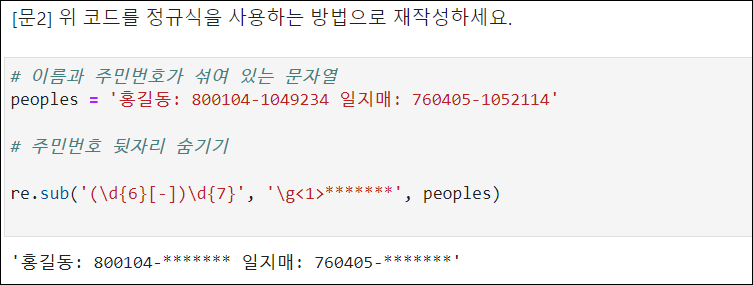 [문2] 위 코드를 정규식을 사용하는 방법으로 재작성하세요.
# 이름과 주민번호가 섞여 있는 문자열
peoples = '홍길동: 800104-1049234 일지매: 760405-1052114'
# 주민번호 뒷자리 숨기기
re.sub('(\d{6}[-])\d{7}', '\g<1>*******', peoples)
'홍길동: 800104-******* 일지매: 760405-*******'